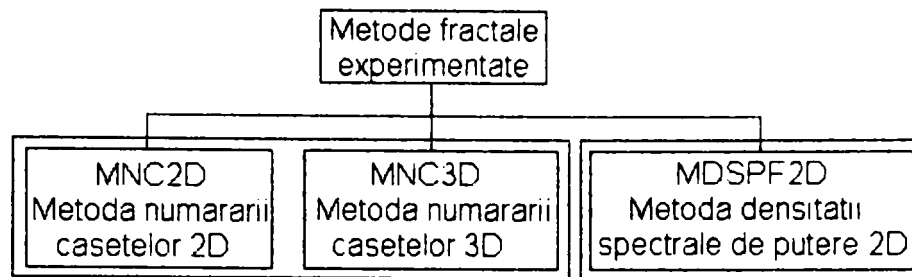 Metode fractale
experimentate
MNC2D
Metoda numararii
casetelor 2D
MNC3D
Metoda numararii
casetelor 3D
MDSPF2D
Metoda densitatii
spectrale de putere 2D